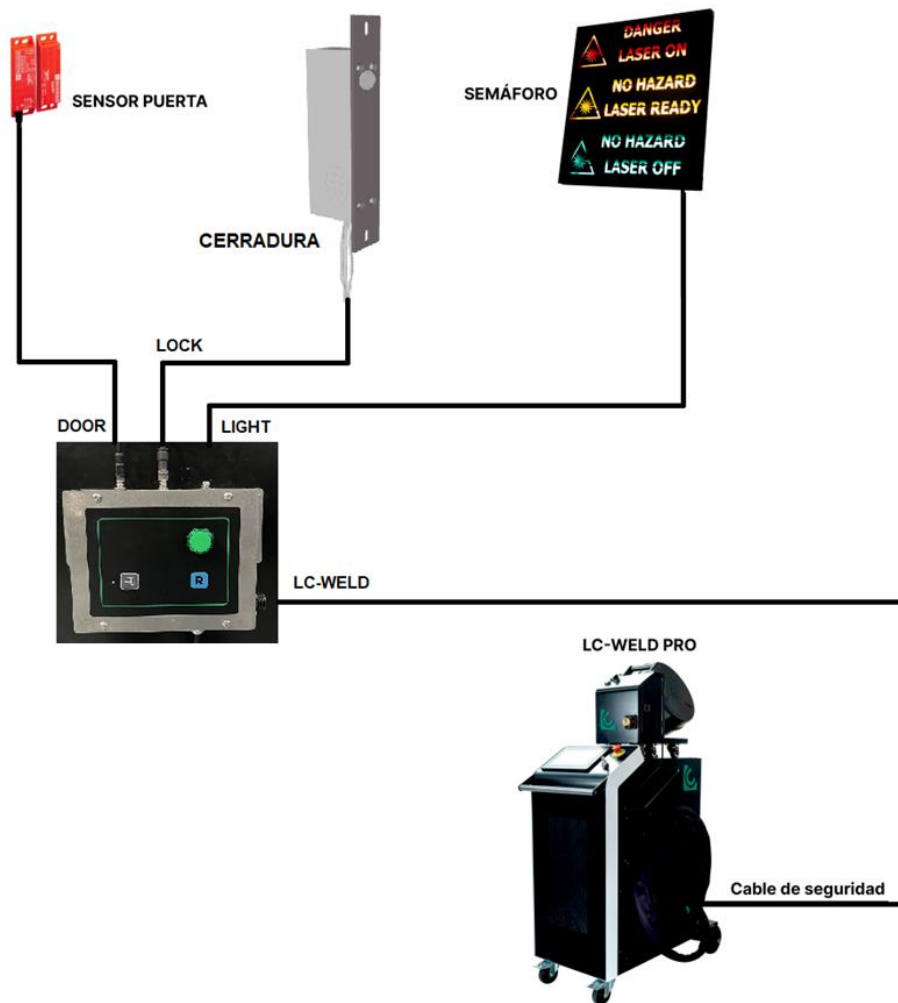 SENSOR PUERTA
CERRADURA
SEMÁFORO
DANGER
LASER ON
NO HAZARD
LASER READY
NO HAZARD
LASER OFF
LOCK
DOOR
LIGHT
R
LC-WELD
LC-WELD PRO
Cable de seguridad